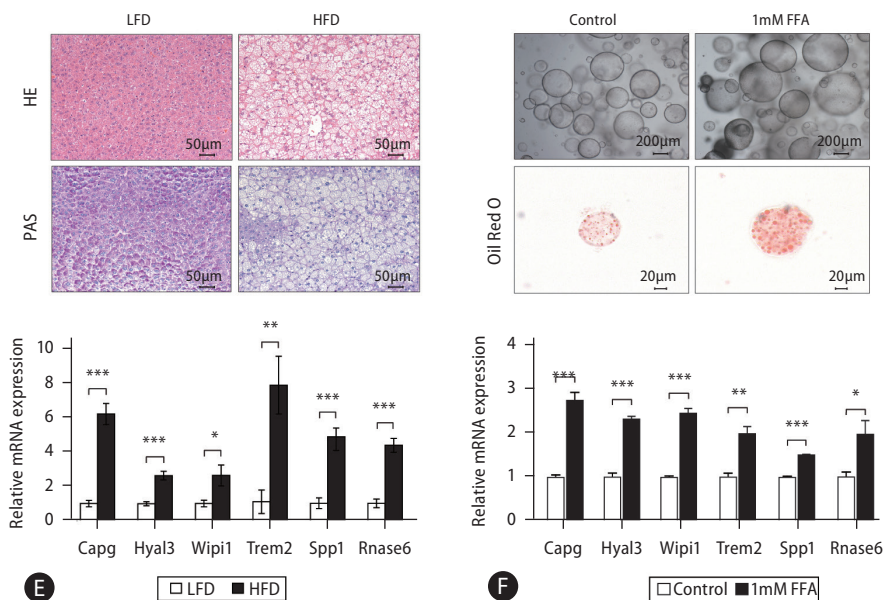 LFD HFD
HE
50μm 50μm
PAS
50μm 50μm
Relative mRNA expression
10
8
6
4
2
0
*** *** * ** *** ***
Capg Hyal3 Wipi1 Trem2 Spp1 Rnase6
E
LFD HFD
Control 1mM FFA
200μm 200μm
Oil Red O
20μm 20μm
Relative mRNA expression
4
3
2
1
0
*** *** *** ** *** *
Capg Hyal3 Wipi1 Trem2 Spp1 Rnase6
F
Control 1mM FFA